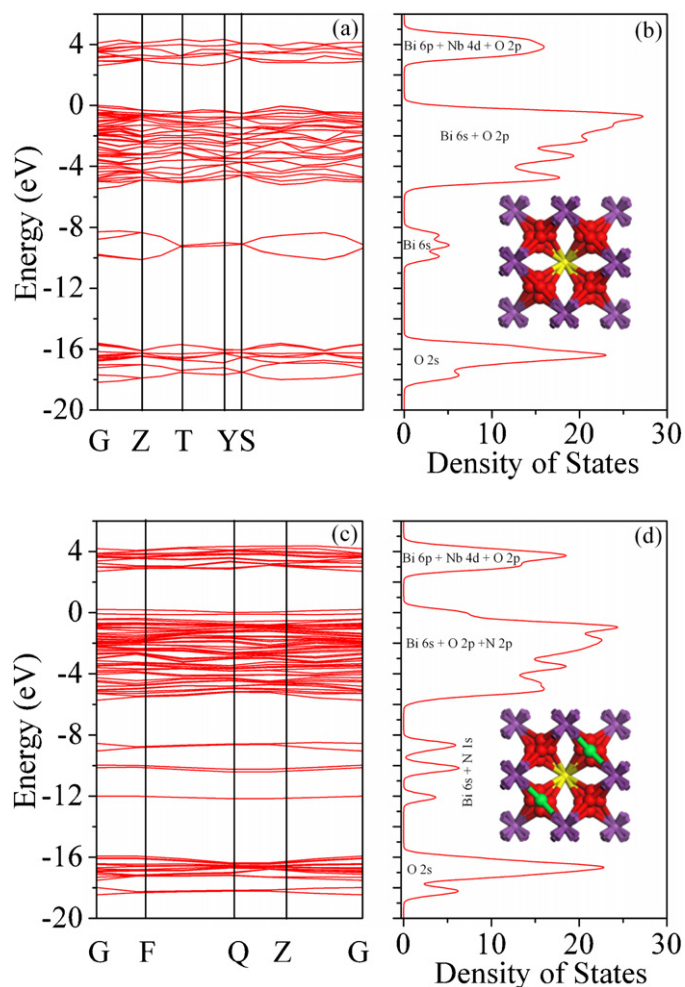 (a)
4
0
-4
-8
-12
-16
-20
Energy (eV)
G Z T Y S
(b)
Bi 6p + Nb 4d + O 2p
Bi 6s + O 2p
Bi 6s
O 2s
0 10 20 30
Density of States
(c)
4
0
-4
-8
-12
-16
-20
Energy (eV)
G F Q Z G
(d)
Bi 6p + Nb 4d + O 2p
Bi 6s + O 2p +N 2p
Bi 6s + N 1s
O 2s
0 10 20 30
Density of States